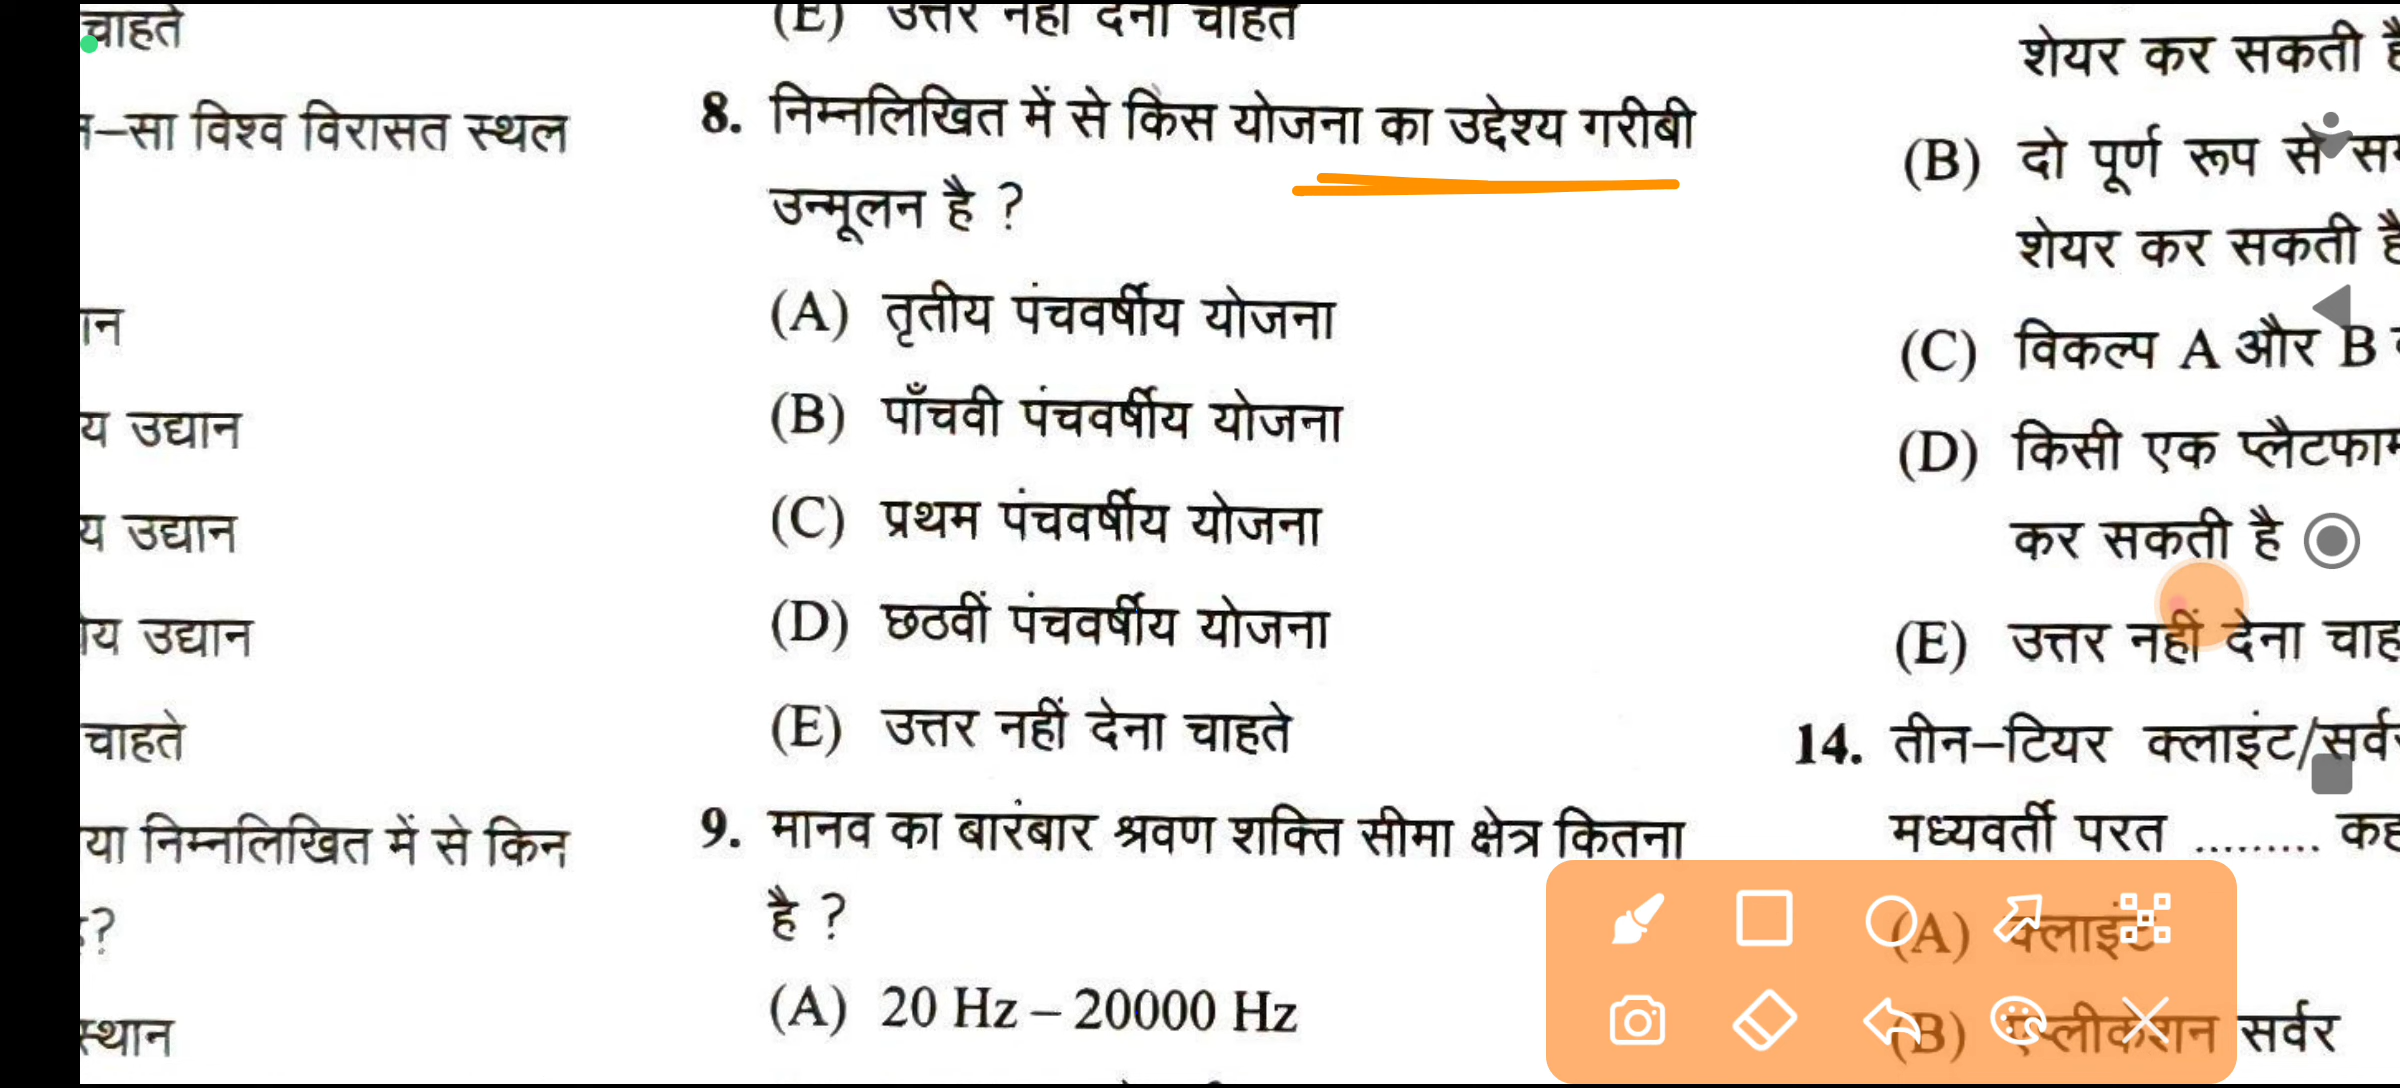 चाहते
सा विश्व विरासत स्थल
उद्यान
उद्यान
उद्यान
चाहते
या निम्नलिखित में से किन
?
(E) उत्तर नहीं देना चाहते
8. निम्नलिखित में से किस योजना का उद्देश्य गरीबी
उन्मूलन है ?
(A) तृतीय पंचवर्षीय योजना
(B) पाँचवी पंचवर्षीय योजना
(C) प्रथम पंचवर्षीय योजना
(D) छठवीं पंचवर्षीय योजना
(E) उत्तर नहीं देना चाहते
9. मानव का बारंबार श्रवण शक्ति सीमा क्षेत्र कितना
है ?
(A) 20 Hz – 20000 Hz
शेयर कर सकती
(B) दो पूर्ण रूप से
शेयर कर सकती
(C) विकल्प A और B
(D) किसी एक
कर सकती है
(E) उत्तर नहीं देना
14. तीन–टियर क्लाइंट/
मध्यवर्ती परत .........
(A) क्लाइंट
(B) एप्लीकेशन सर्वर